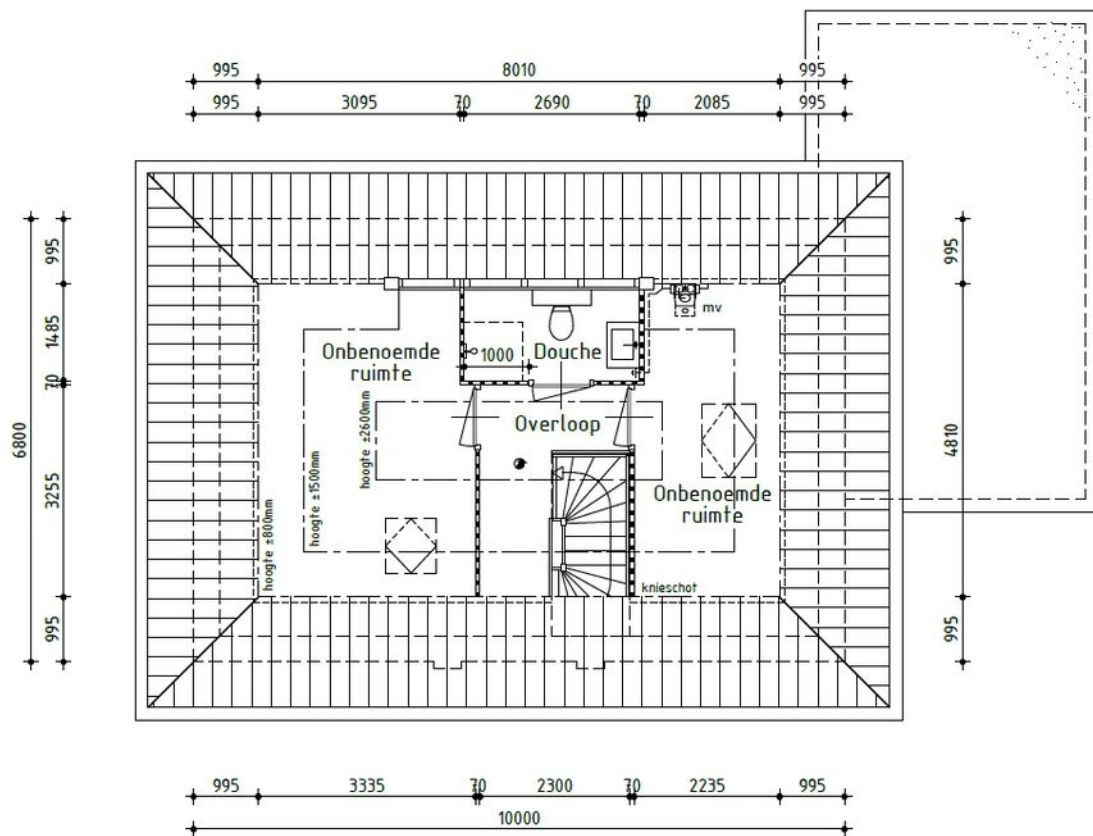 995 8010 995
995 3095 70 2690 70 2085 995
995
995
1485
mv
Onbenoemde
ruimte
1000
Douche
70
6800
Overloop
4810
hoogte ±2600mm
3255
hoogte ±1500mm
Onbenoemde
ruimte
hoogte ±800mm
knieschot
995
995
995 3335 70 2300 70 2235 995
10000